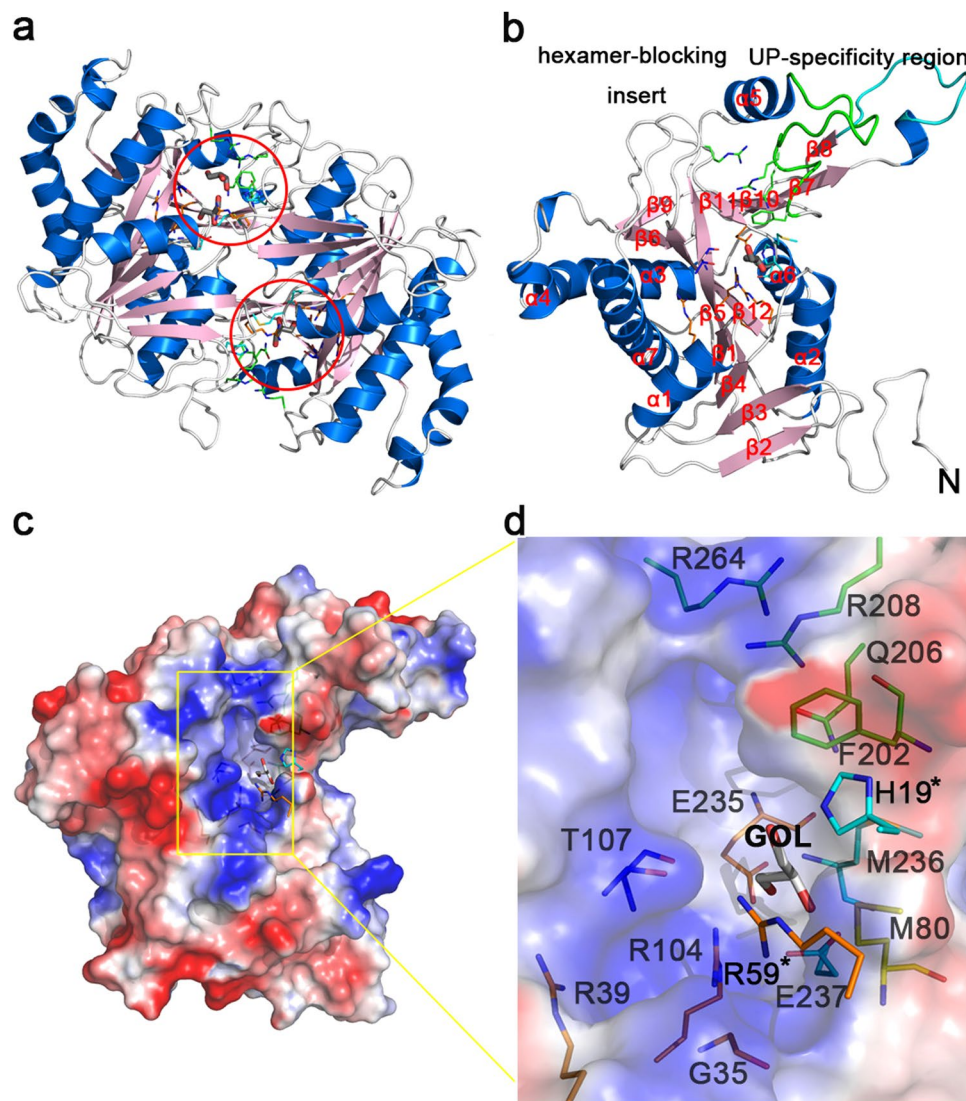 a
b
hexamer-blocking
insert
UP-specificity region
α5
β8
β7
β10
β11
β9
β6
α3
α6
α4
β5
β12
α7
β1
α2
α1
β4
β3
β2
N
c
d
R264
R208
Q206
F202
H19*
E235
GOL
T107
M236
M80
R104
R59*
E237
R39
G35